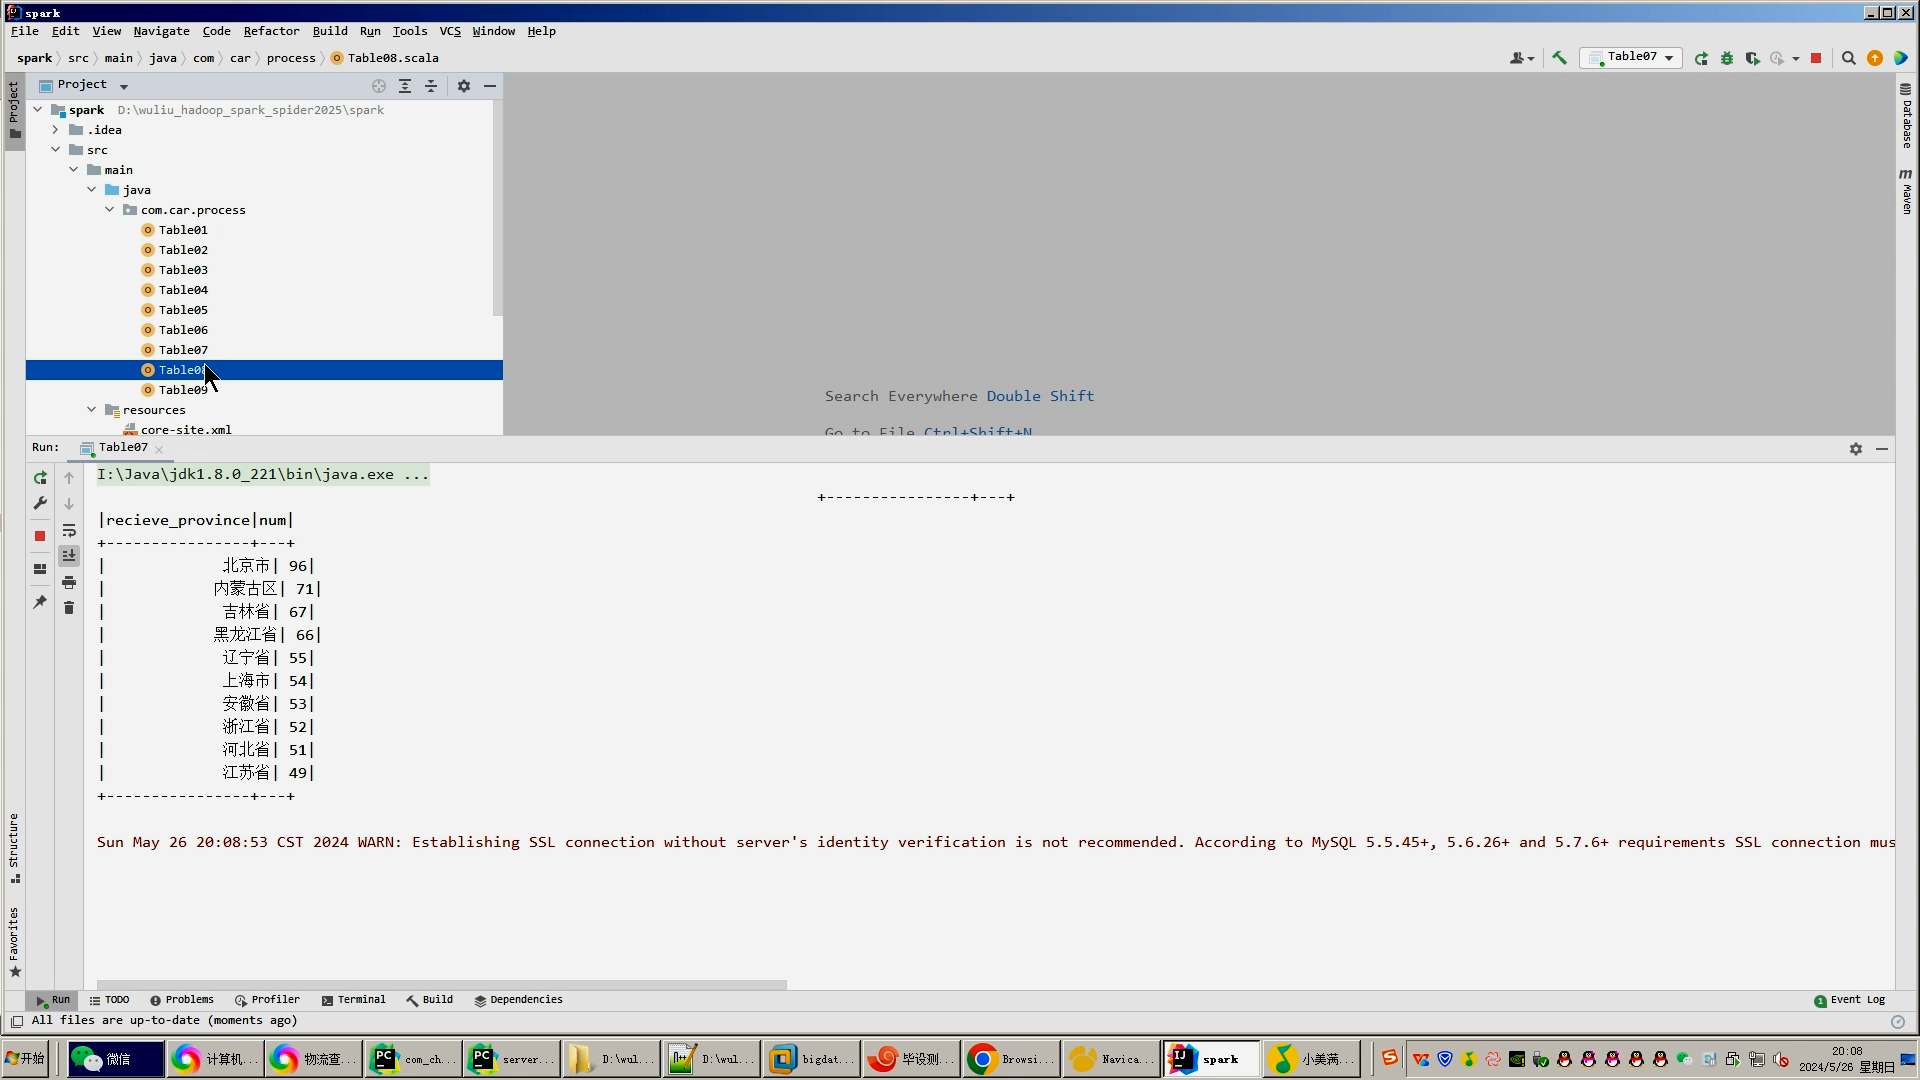 spark
File Edit View Navigate Code Refactor Build Run Tools VCS Window Help
spark src main java com car process Table08.scala
Table07
Project
Project
spark D:\wuliu_hadoop_spark_spider2025\spark
.idea
src
main
java
com.car.process
Table01
Table02
Table03
Table04
Table05
Table06
Table07
Table08
Table09
resources
core-site.xml
Search Everywhere Double Shift
Go to File Ctrl+Shift+N
Database
Maven
Run: Table07
I:\Java\jdk1.8.0_221\bin\java.exe ...
+----------------+---+
|recieve_province|num|
+----------------+---+
| 北京市| 96|
| 内蒙古区| 71|
| 吉林省| 67|
| 黑龙江省| 66|
| 辽宁省| 55|
| 上海市| 54|
| 安徽省| 53|
| 浙江省| 52|
| 河北省| 51|
| 江苏省| 49|
+----------------+---+
Sun May 26 20:08:53 CST 2024 WARN: Establishing SSL connection without server's identity verification is not recommended. According to MySQL 5.5.45+, 5.6.26+ and 5.7.6+ requirements SSL connection mus
Structure
Favorites
Run TODO Problems Profiler Terminal Build Dependencies
1 Event Log
All files are up-to-date (moments ago)
开始 微信 计算机... 物流查... com_ch... server... D:\wul... D:\wul... bigdat... 毕设测... Browsi... Navica... spark 小美满...
20:08
2024/5/26 星期日